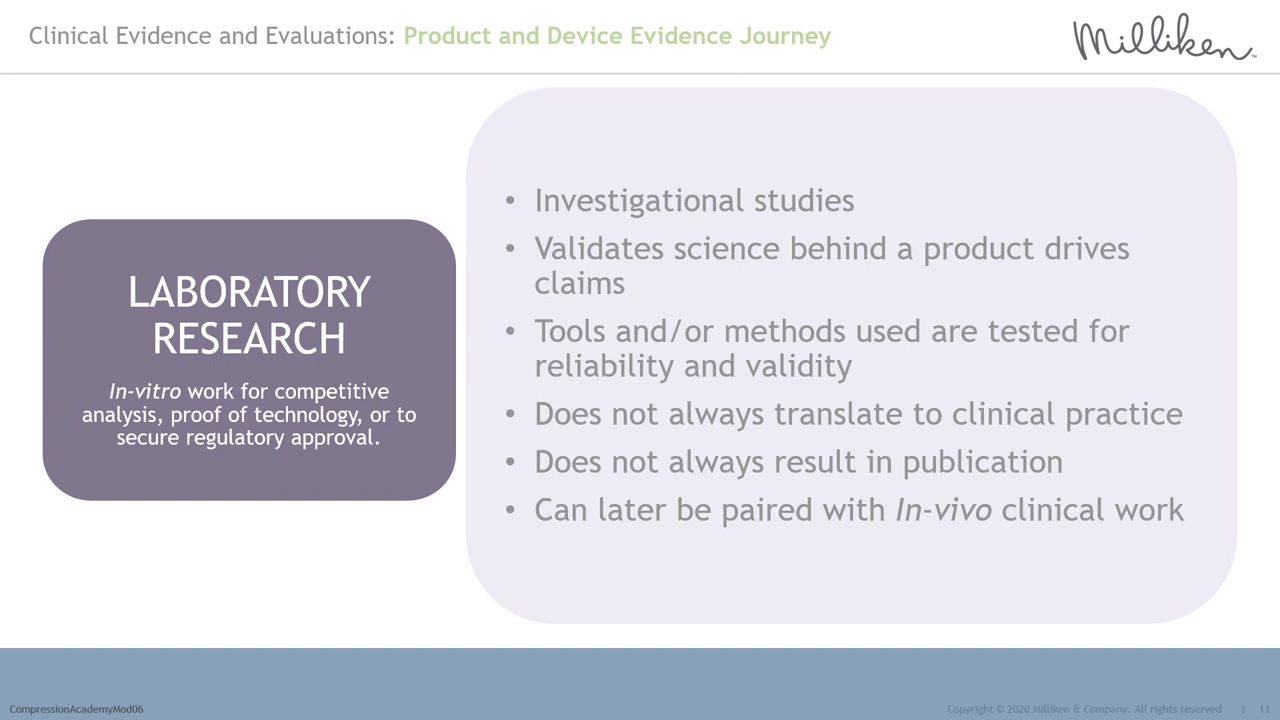 Clinical Evidence and Evaluations: Product and Device Evidence Journey
Milliken™
LABORATORY
RESEARCH
In-vitro work for competitive
analysis, proof of technology, or to
secure regulatory approval.
• Investigational studies
• Validates science behind a product drives
claims
• Tools and/or methods used are tested for
reliability and validity
• Does not always translate to clinical practice
• Does not always result in publication
• Can later be paired with In-vivo clinical work
CompressionAcademyMod06
Copyright © 2020 Milliken & Company. All rights reserved | 11